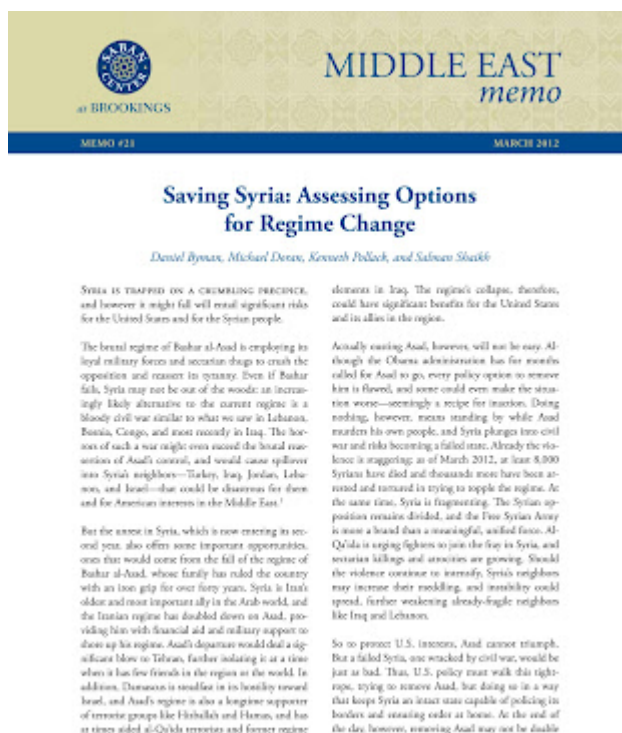 SABAN
CENTER
at BROOKINGS
MIDDLE EAST
memo
MEMO #21
MARCH 2012
Saving Syria: Assessing Options
for Regime Change
Daniel Byman, Michael Doran, Kenneth Pollack, and Salman Shaikh
SYRIA IS TRAPPED ON A CRUMBLING PRECIPICE,
and however it might fall will entail significant risks
for the United States and for the Syrian people.
The brutal regime of Bashar al-Asad is employing its
loyal military forces and sectarian thugs to crush the
opposition and reassert its tyranny. Even if Bashar
fails, Syria may not be out of the woods: an increas-
ingly likely alternative to the current regime is a
bloody civil war similar to what we saw in Lebanon,
Bosnia, Congo, and most recently in Iraq. The hor-
rors of such a war might even exceed the brutal reas-
sertion of Asad's control, and would cause spillover
into Syria's neighbors—Turkey, Iraq, Jordan, Leba-
non, and Israel—that could be disastrous for them
and for American interests in the Middle East.¹
But the unrest in Syria, which is now entering its sec-
ond year, also offers some important opportunities,
ones that would come from the fall of the regime of
Bashar al-Asad, whose family has ruled the country
with an iron grip for over forty years. Syria is Iran's
oldest and most important ally in the Arab world, and
the Iranian regime has doubled down on Asad, pro-
viding him with financial aid and military support to
shore up his regime. Asad's departure would deal a sig-
nificant blow to Tehran, further isolating it at a time
when it has few friends in the region or the world. In
addition, Damascus is steadfast in its hostility toward
Israel, and Asad's regime is also a longtime supporter
of terrorist groups like Hizballah and Hamas, and has
at times aided al-Qa'ida terrorists and former regime
elements in Iraq. The regime's collapse, therefore,
could have significant benefits for the United States
and its allies in the region.
Actually ousting Asad, however, will not be easy. Al-
though the Obama administration has for months
called for Asad to go, every policy option to remove
him is flawed, and some could even make the situa-
tion worse—seemingly a recipe for inaction. Doing
nothing, however, means standing by while Asad
murders his own people, and Syria plunges into civil
war and risks becoming a failed state. Already the vio-
lence is staggering: as of March 2012, at least 8,000
Syrians have died and thousands more have been ar-
rested and tortured in trying to topple the regime. At
the same time, Syria is fragmenting. The Syrian op-
position remains divided, and the Free Syrian Army
is more a brand than a meaningful, unified force. Al-
Qa'ida is urging fighters to join the fray in Syria, and
sectarian killings and atrocities are growing. Should
the violence continue to intensify, Syria's neighbors
may increase their meddling, and instability could
spread, further weakening already-fragile neighbors
like Iraq and Lebanon.
So to protect U.S. interests, Asad cannot triumph.
But a failed Syria, one wracked by civil war, would be
just as bad. Thus, U.S. policy must walk this tight-
rope, trying to remove Asad, but doing so in a way
that keeps Syria an intact state capable of policing its
borders and ensuring order at home. At the end of
the day, however, removing Asad may not be doable